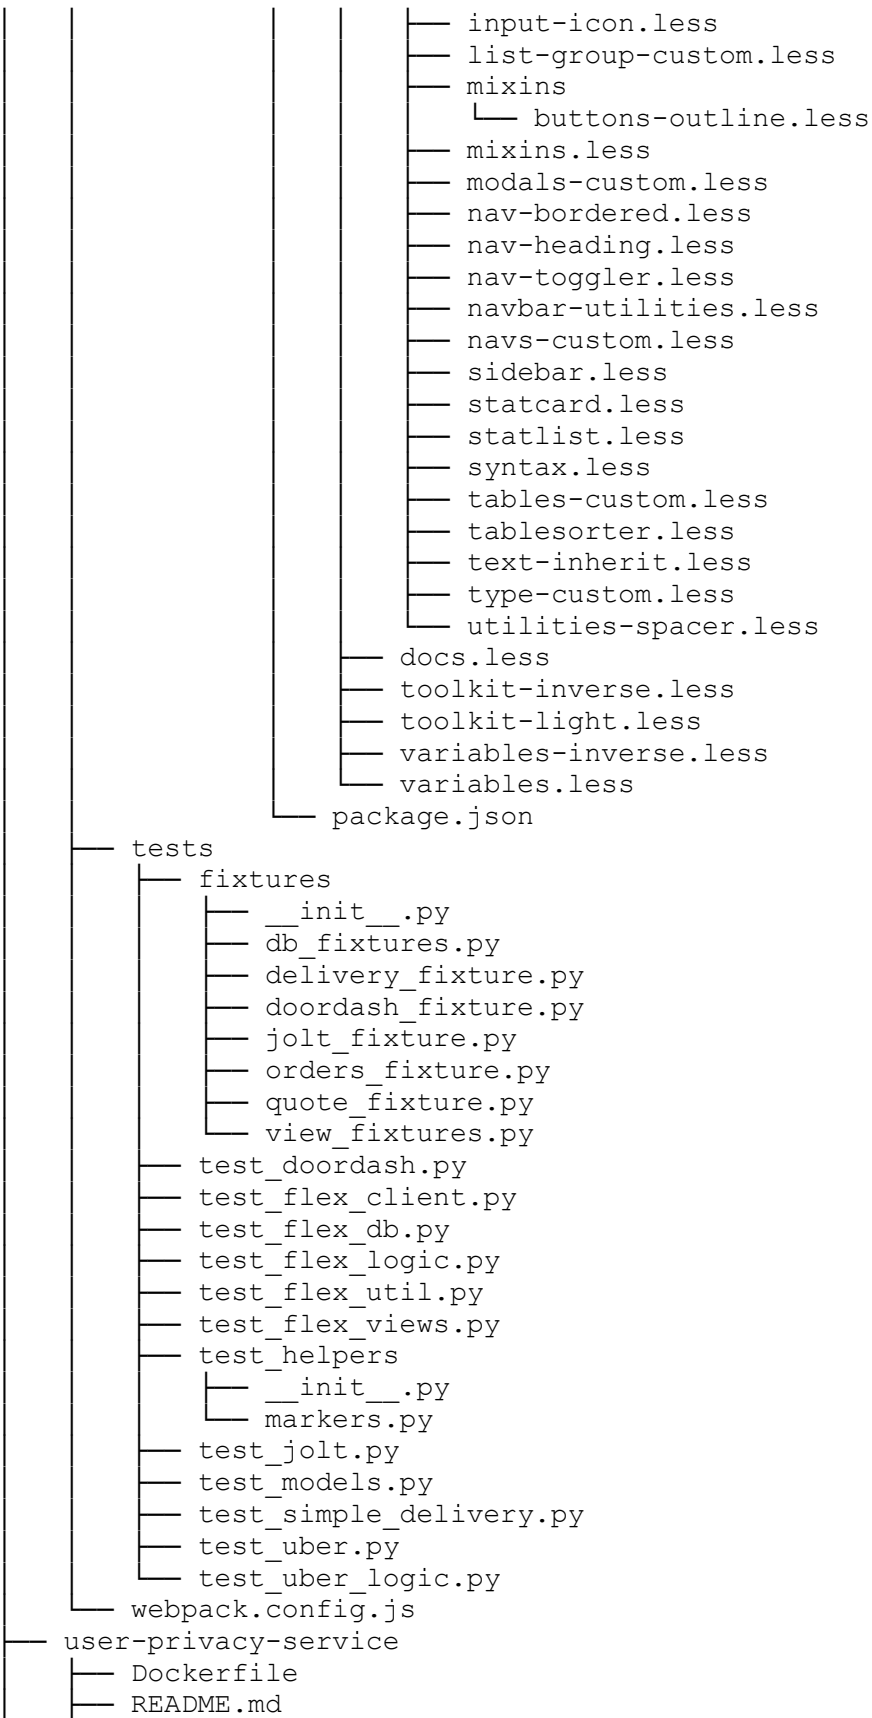 │   │           │   │   ├── input-icon.less
│   │           │   │   ├── list-group-custom.less
│   │           │   │   ├── mixins
│   │           │   │   │   └── buttons-outline.less
│   │           │   │   ├── mixins.less
│   │           │   │   ├── modals-custom.less
│   │           │   │   ├── nav-bordered.less
│   │           │   │   ├── nav-heading.less
│   │           │   │   ├── nav-toggler.less
│   │           │   │   ├── navbar-utilities.less
│   │           │   │   ├── navs-custom.less
│   │           │   │   ├── sidebar.less
│   │           │   │   ├── statcard.less
│   │           │   │   ├── statlist.less
│   │           │   │   ├── syntax.less
│   │           │   │   ├── tables-custom.less
│   │           │   │   ├── tablesorter.less
│   │           │   │   ├── text-inherit.less
│   │           │   │   ├── type-custom.less
│   │           │   │   └── utilities-spacer.less
│   │           │   ├── docs.less
│   │           │   ├── toolkit-inverse.less
│   │           │   ├── toolkit-light.less
│   │           │   ├── variables-inverse.less
│   │           │   └── variables.less
│   │           └── package.json
│   ├── tests
│   │   ├── fixtures
│   │   │   ├── __init__.py
│   │   │   ├── db_fixtures.py
│   │   │   ├── delivery_fixture.py
│   │   │   ├── doordash_fixture.py
│   │   │   ├── jolt_fixture.py
│   │   │   ├── orders_fixture.py
│   │   │   ├── quote_fixture.py
│   │   │   └── view_fixtures.py
│   │   ├── test_doordash.py
│   │   ├── test_flex_client.py
│   │   ├── test_flex_db.py
│   │   ├── test_flex_logic.py
│   │   ├── test_flex_util.py
│   │   ├── test_flex_views.py
│   │   ├── test_helpers
│   │   │   ├── __init__.py
│   │   │   └── markers.py
│   │   ├── test_jolt.py
│   │   ├── test_models.py
│   │   ├── test_simple_delivery.py
│   │   ├── test_uber.py
│   │   └── test_uber_logic.py
│   └── webpack.config.js
├── user-privacy-service
│   ├── Dockerfile
│   ├── README.md